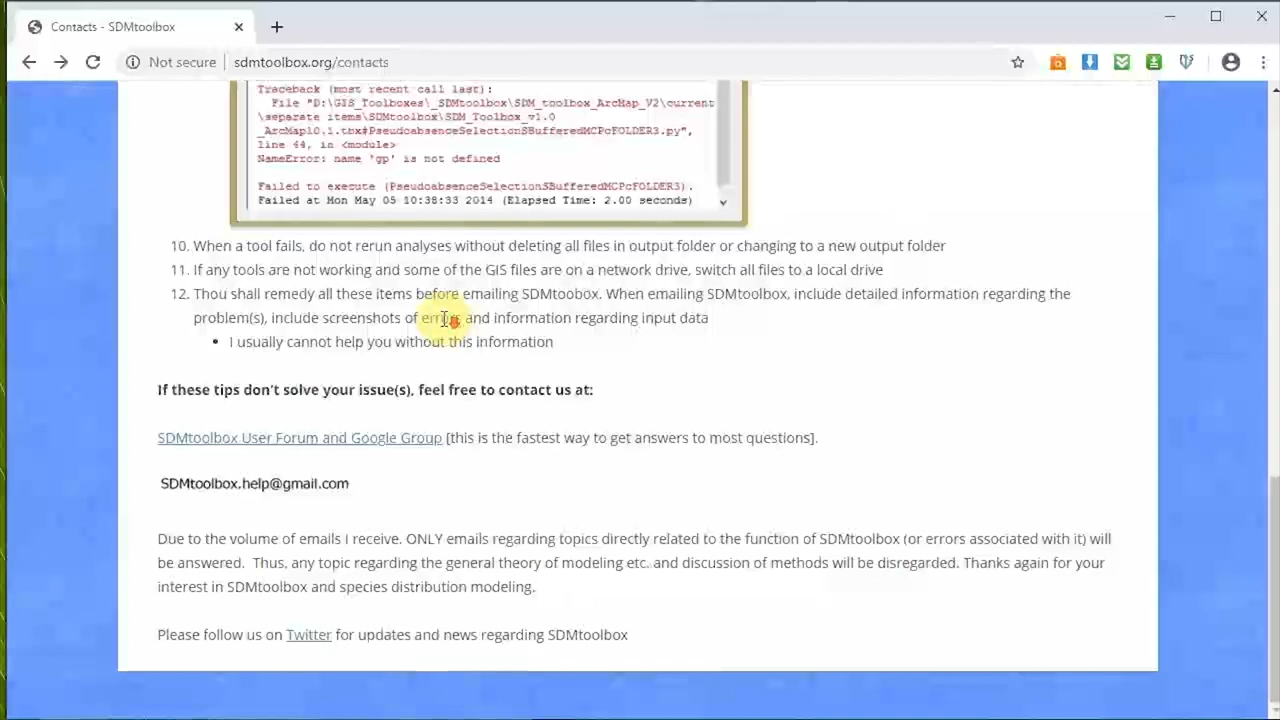 Contacts - SDMtoolbox
Not secure | sdmtoolbox.org/contacts
Traceback (most recent call last):
File "D:\GIS_Toolboxes\_SDMtoolbox\SDM_toolbox_ArcMap_V2\current
\separate items\SDMtoolbox\SDM_Toolbox_v1.0
_ArcMap10.1.tbx#PseudoabsenceSelectionSBufferedMCPcFOLDER3.py",
line 44, in <module>
NameError: name 'gp' is not defined
Failed to execute (PseudoabsenceSelectionSBufferedMCPcFOLDER3).
Failed at Mon May 05 10:38:33 2014 (Elapsed Time: 2.00 seconds)
10. When a tool fails, do not rerun analyses without deleting all files in output folder or changing to a new output folder
11. If any tools are not working and some of the GIS files are on a network drive, switch all files to a local drive
12. Thou shall remedy all these items before emailing SDMtoobox. When emailing SDMtoolbox, include detailed information regarding the
problem(s), include screenshots of errors and information regarding input data
• I usually cannot help you without this information
If these tips don't solve your issue(s), feel free to contact us at:
SDMtoolbox User Forum and Google Group [this is the fastest way to get answers to most questions].
SDMtoolbox.help@gmail.com
Due to the volume of emails I receive. ONLY emails regarding topics directly related to the function of SDMtoolbox (or errors associated with it) will
be answered. Thus, any topic regarding the general theory of modeling etc. and discussion of methods will be disregarded. Thanks again for your
interest in SDMtoolbox and species distribution modeling.
Please follow us on Twitter for updates and news regarding SDMtoolbox